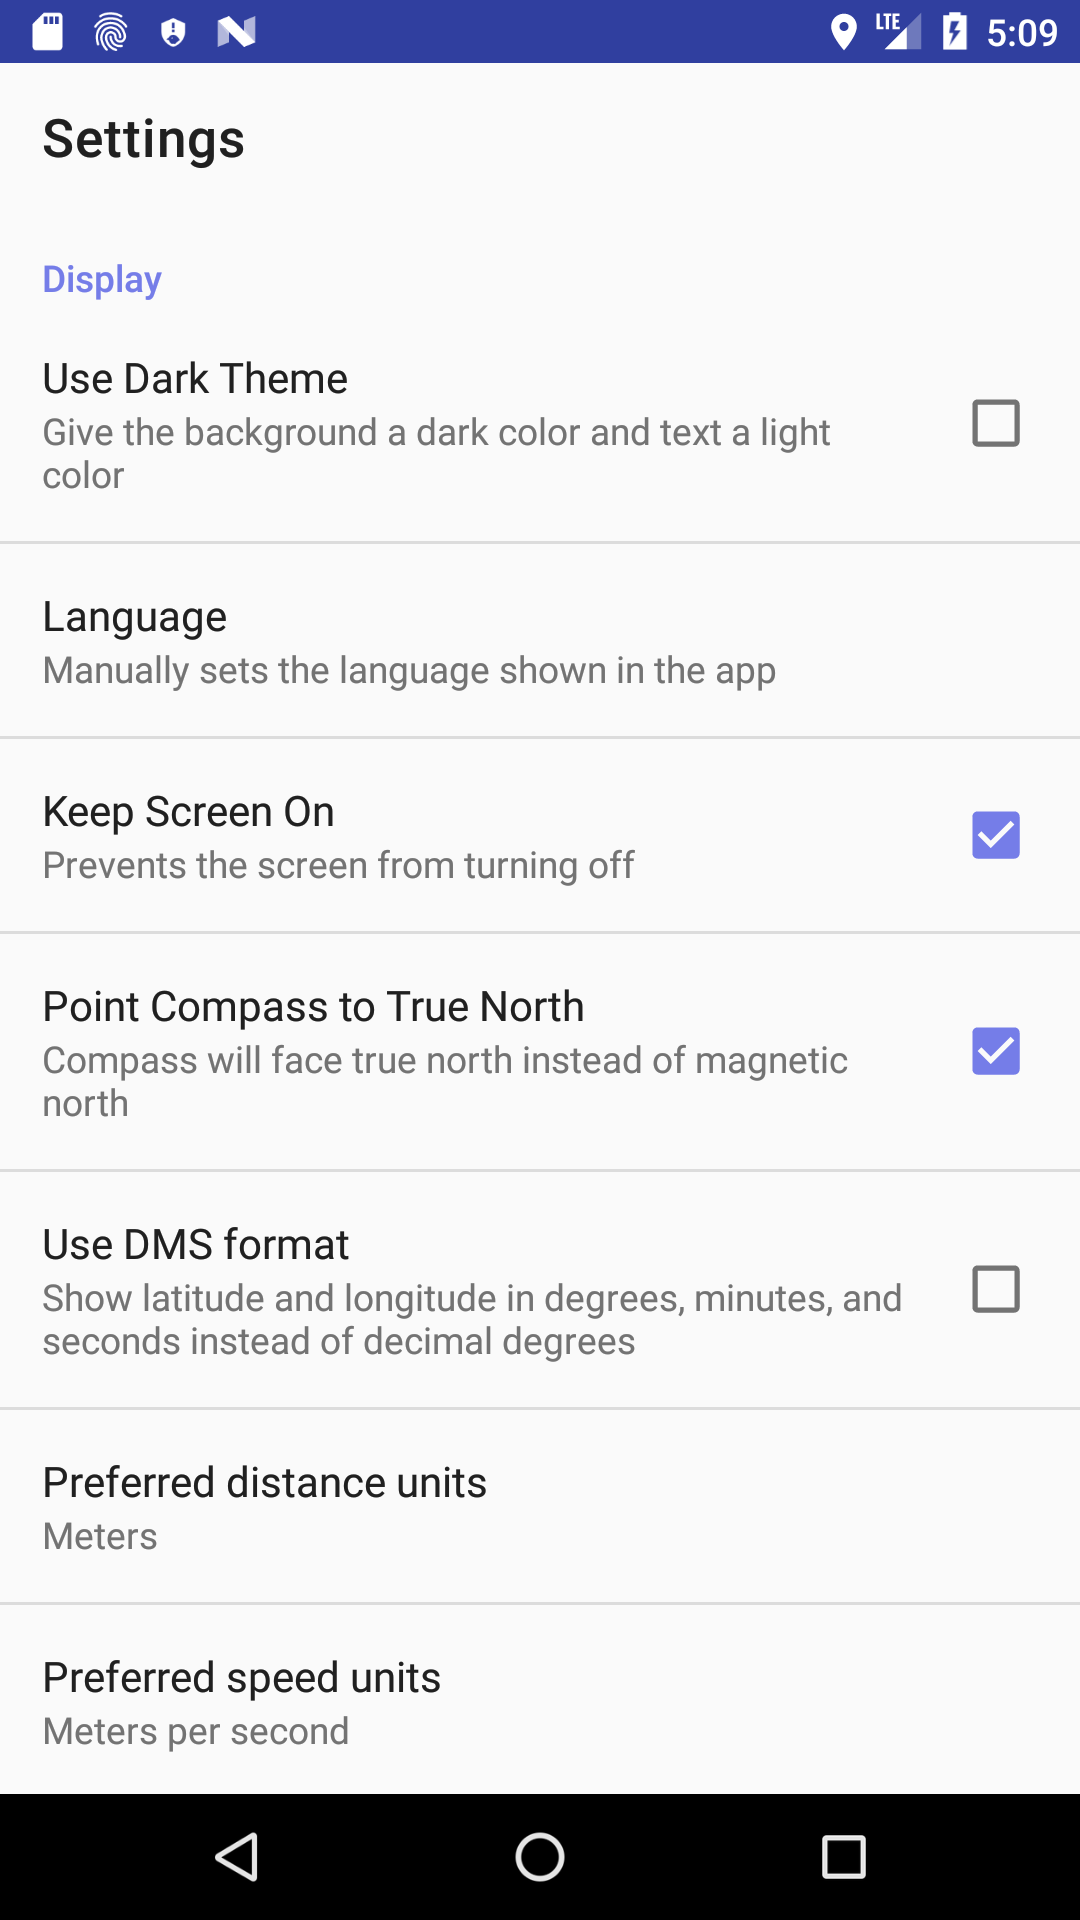 LTE 5:09
Settings
Display
Use Dark Theme
Give the background a dark color and text a light
color
Language
Manually sets the language shown in the app
Keep Screen On
Prevents the screen from turning off
Point Compass to True North
Compass will face true north instead of magnetic
north
Use DMS format
Show latitude and longitude in degrees, minutes, and
seconds instead of decimal degrees
Preferred distance units
Meters
Preferred speed units
Meters per second